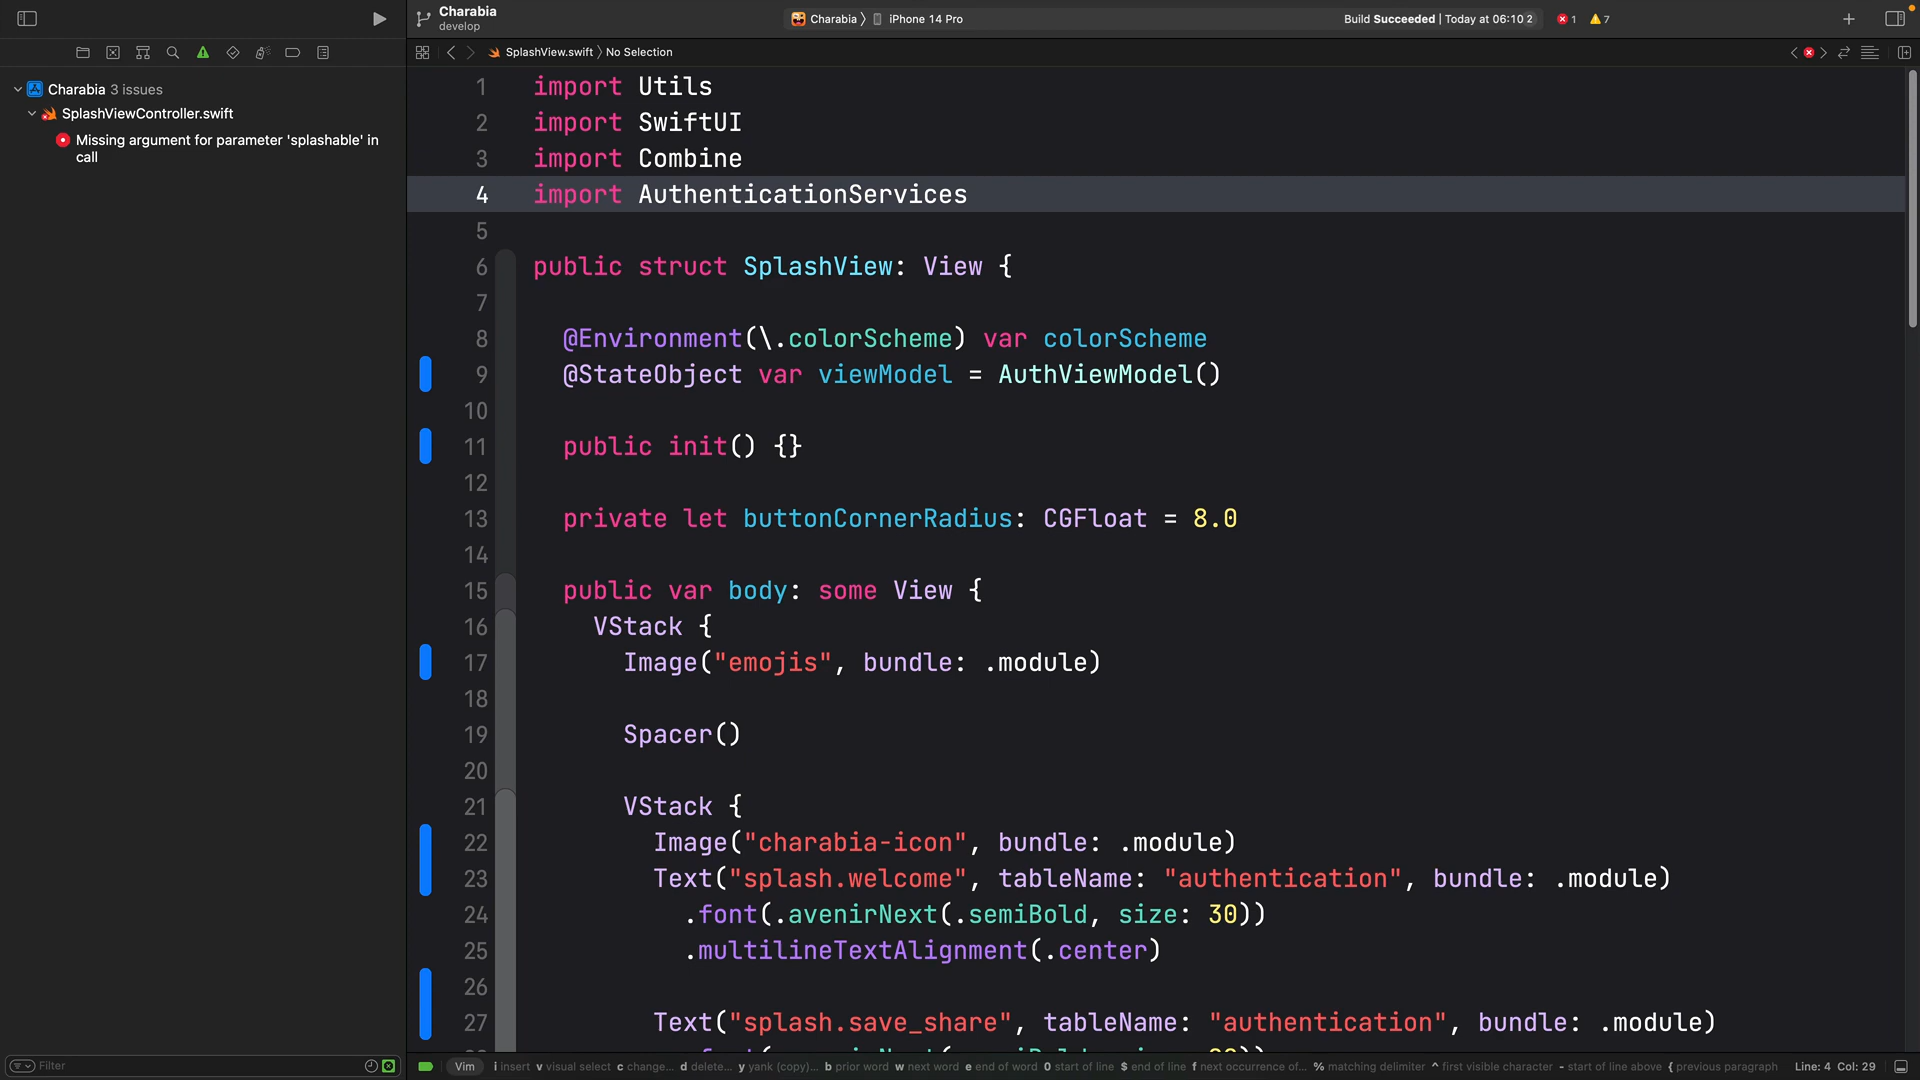 Charabia
develop
Charabia 〉 iPhone 14 Pro
Build Succeeded | Today at 06:10 2
1
7
SplashView.swift 〉 No Selection
Charabia 3 issues
SplashViewController.swift
Missing argument for parameter 'splashable' in
call
1 import Utils
2 import SwiftUI
3 import Combine
4 import AuthenticationServices
5
6 public struct SplashView: View {
7
8 @Environment(\.colorScheme) var colorScheme
9 @StateObject var viewModel = AuthViewModel()
10
11 public init() {}
12
13 private let buttonCornerRadius: CGFloat = 8.0
14
15 public var body: some View {
16 VStack {
17 Image("emojis", bundle: .module)
18
19 Spacer()
20
21 VStack {
22 Image("charabia-icon", bundle: .module)
23 Text("splash.welcome", tableName: "authentication", bundle: .module)
24 .font(.avenirNext(.semiBold, size: 30))
25 .multilineTextAlignment(.center)
26
27 Text("splash.save_share", tableName: "authentication", bundle: .module)
Filter
Vim i insert v visual select c change... d delete... y yank (copy)... b prior word w next word e end of word 0 start of line $ end of line f next occurrence of... % matching delimiter ^ first visible character - start of line above { previous paragraph
Line: 4 Col: 29